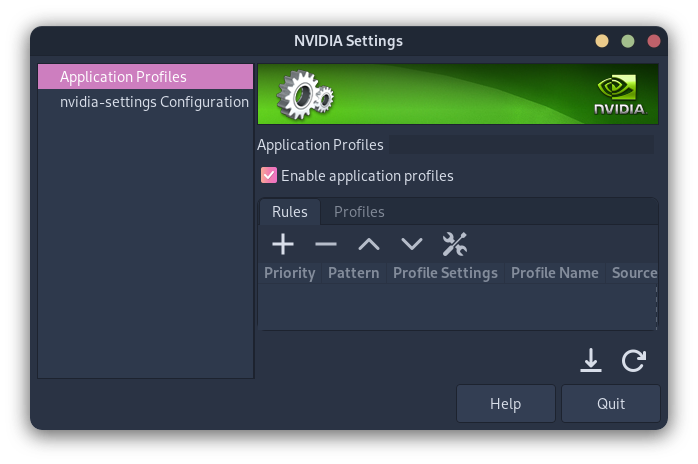 NVIDIA Settings
Application Profiles
nvidia-settings Configuration
NVIDIA.
Application Profiles
Enable application profiles
Rules Profiles
Priority Pattern Profile Settings Profile Name Source
Help Quit